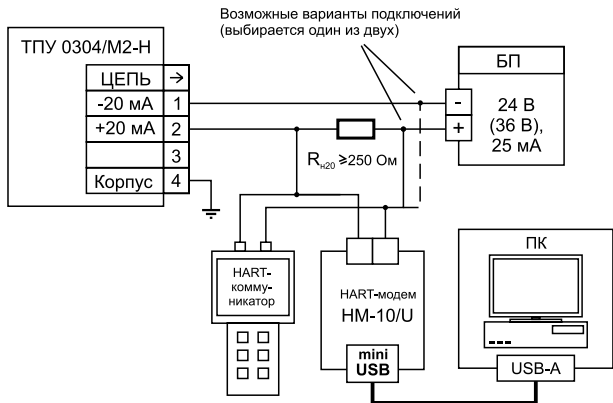 Возможные варианты подключений
(выбирается один из двух)
ТПУ 0304/М2-Н
ЦЕПЬ →
-20 мА 1
+20 мА 2
3
Корпус 4
БП
-
+
24 В
(36 В),
25 мА
Rн20 ≥250 Ом
HART-
комму-
никатор
HART-модем
НМ-10/U
mini
USB
ПК
USB-A